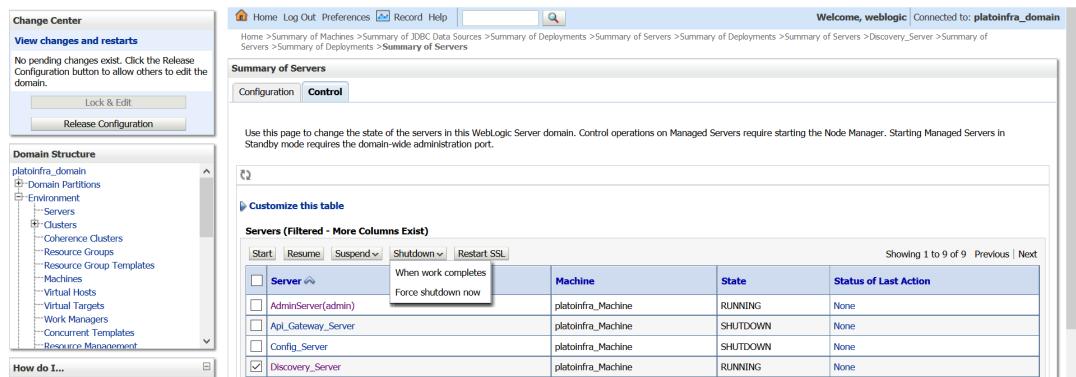 Change Center
View changes and restarts
No pending changes exist. Click the Release
Configuration button to allow others to edit the
domain.
Lock & Edit
Release Configuration
Domain Structure
platoinfra_domain
Domain Partitions
Environment
Servers
Clusters
Coherence Clusters
Resource Groups
Resource Group Templates
Machines
Virtual Hosts
Virtual Targets
Work Managers
Concurrent Templates
Resource Management
How do I...
Home Log Out Preferences Record Help
Welcome, weblogic Connected to: platoinfra_domain
Home >Summary of Machines >Summary of JDBC Data Sources >Summary of Deployments >Summary of Servers >Summary of Deployments >Summary of Servers >Discovery_Server >Summary of
Servers >Summary of Deployments >Summary of Servers
Summary of Servers
Configuration Control
Use this page to change the state of the servers in this WebLogic Server domain. Control operations on Managed Servers require starting the Node Manager. Starting Managed Servers in
Standby mode requires the domain-wide administration port.
Customize this table
Servers (Filtered - More Columns Exist)
Start Resume Suspend Shutdown Restart SSL
Showing 1 to 9 of 9 Previous Next
When work completes
Force shutdown now
Server Machine State Status of Last Action
AdminServer(admin) platoinfra_Machine RUNNING None
Api_Gateway_Server platoinfra_Machine SHUTDOWN None
Config_Server platoinfra_Machine SHUTDOWN None
Discovery_Server platoinfra_Machine RUNNING None